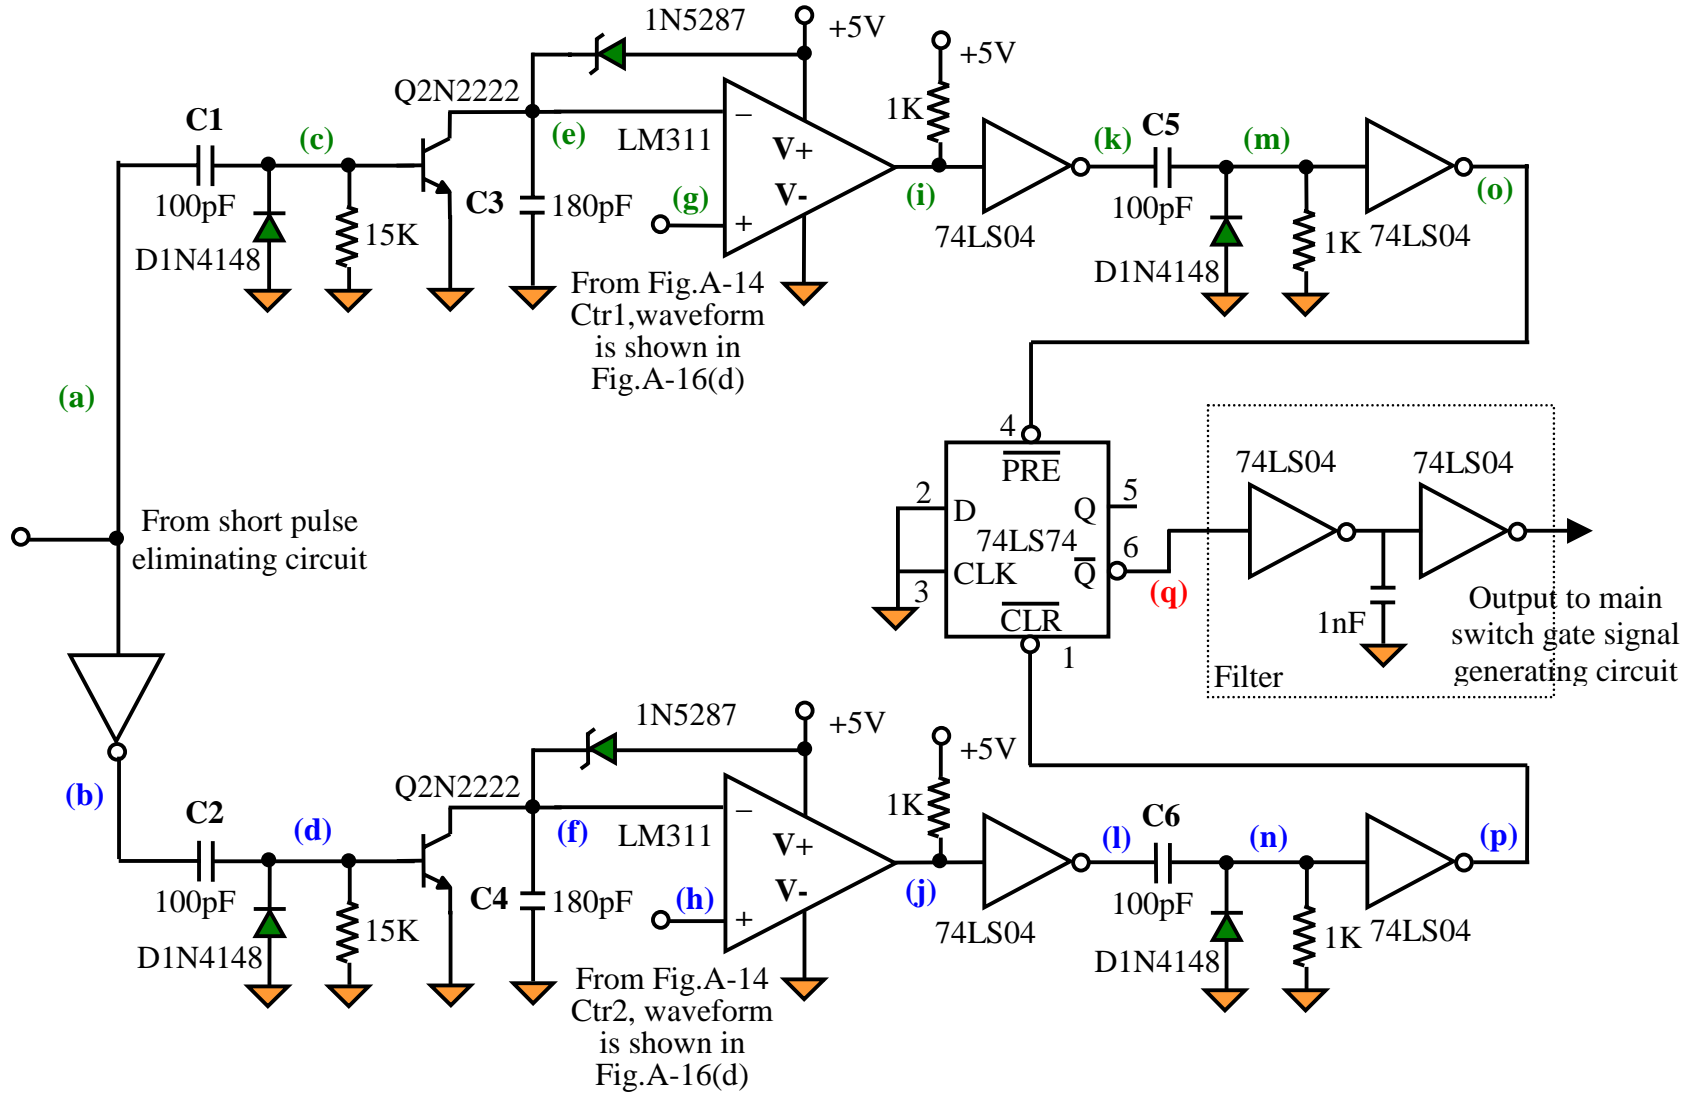 1N5287
+5V
+5V
Q2N2222
1K
C1
(c)
(e)
LM311
–
V+
V-
+
(k)
C5
(m)
100pF
15K
D1N4148
C3
180pF
(g)
(i)
74LS04
100pF
1K
D1N4148
74LS04
(o)
From Fig.A-14
Ctr1,waveform
is shown in
Fig.A-16(d)
(a)
From short pulse
eliminating circuit
4
PRE
2
D
Q
5
74LS74
6
3
CLK
Q
CLR
1
(q)
74LS04
74LS04
1nF
Filter
Output to main
switch gate signal
generating circuit
1N5287
+5V
+5V
(b)
Q2N2222
1K
C2
(d)
(f)
LM311
–
V+
V-
+
(l)
C6
(n)
(p)
100pF
15K
D1N4148
C4
180pF
(h)
(j)
74LS04
100pF
1K
D1N4148
74LS04
From Fig.A-14
Ctr2, waveform
is shown in
Fig.A-16(d)